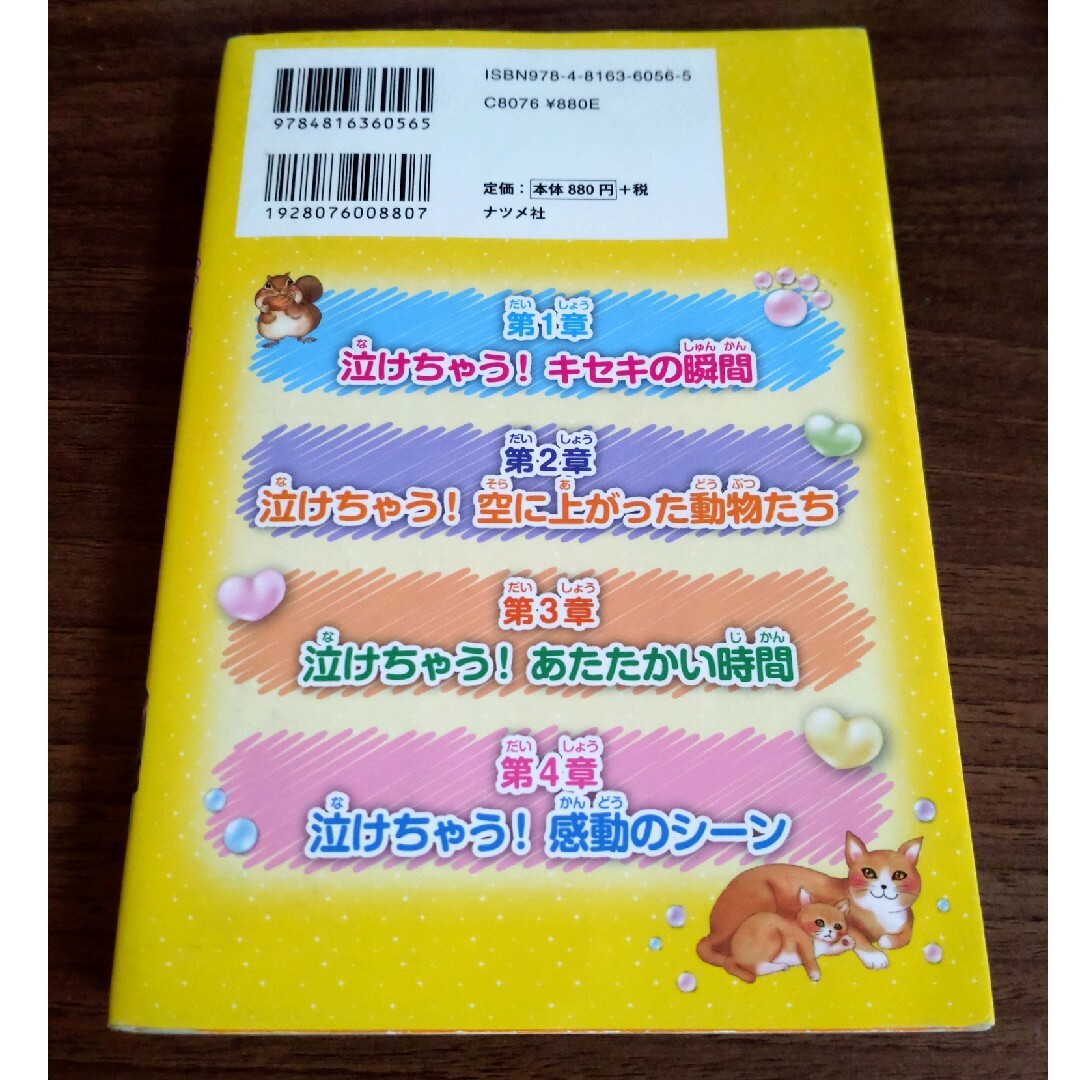 ISBN978-4-8163-6056-5
C8076 ¥880E
9784816360565
定価： 本体 880 円 +税
1928076008807
ナツメ社
だい しょう
第1章
な しゅん かん
泣けちゃう! キセキの瞬間
だい しょう
第2章
な そら あ どう ぶつ
泣けちゃう! 空に上がった動物たち
だい しょう
第3章
な じ かん
泣けちゃう! あたたかい時間
だい しょう
第4章
な かん どう
泣けちゃう! 感動のシーン